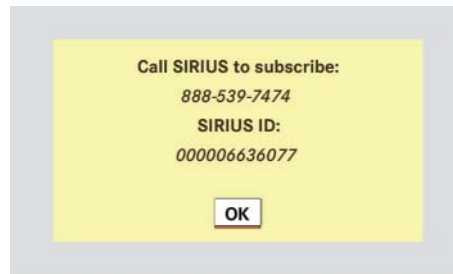 Call SIRIUS to subscribe:
888-539-7474
SIRIUS ID:
000006636077
OK